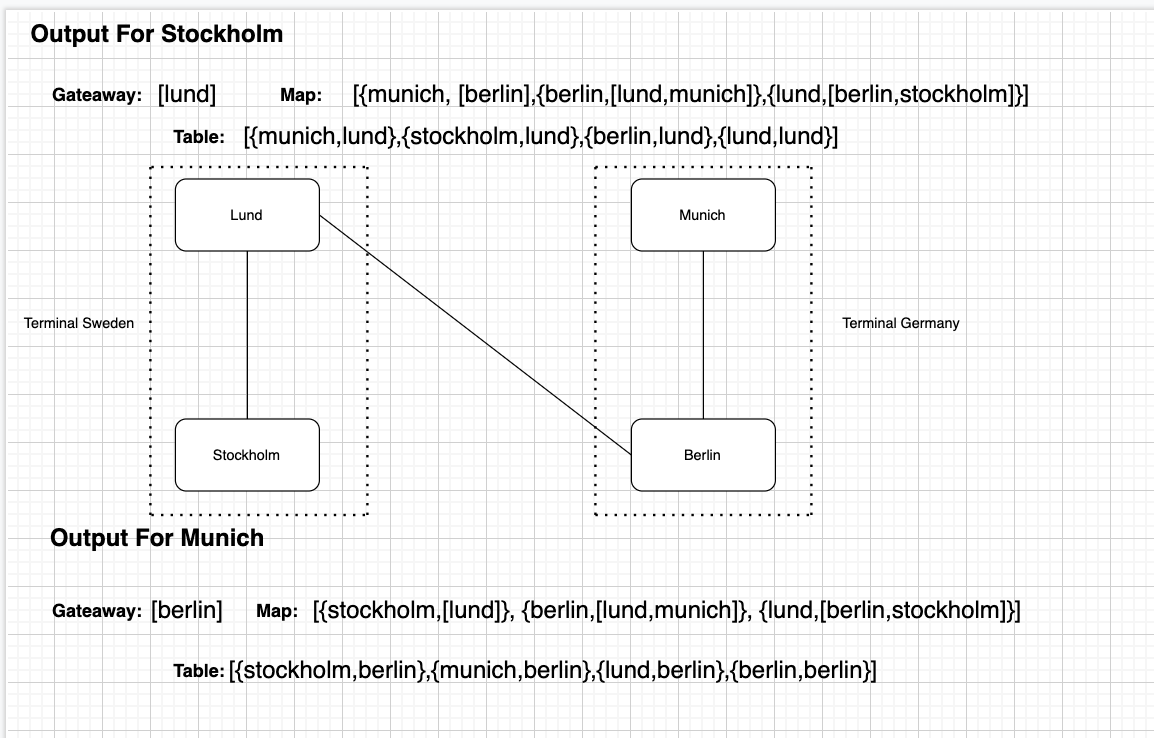 Output For Stockholm
Gateaway: [lund] Map: [{munich, [berlin],{berlin,[lund,munich]},{lund,[berlin,stockholm]}]
Table: [{munich,lund},{stockholm,lund},{berlin,lund},{lund,lund}]
Lund Munich
Terminal Sweden Terminal Germany
Stockholm Berlin
Output For Munich
Gateaway: [berlin] Map: [{stockholm,[lund]}, {berlin,[lund,munich]}, {lund,[berlin,stockholm]}]
Table: [{stockholm,berlin},{munich,berlin},{lund,berlin},{berlin,berlin}]